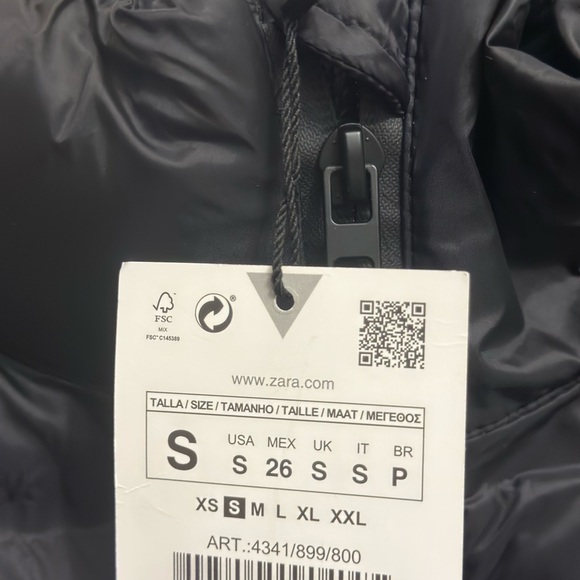 FSC
MIX
FSC® C145389
®
www.zara.com
TALLA / SIZE / TAMANHO / TAILLE / MAAT / ΜΕΓΕΘΟΣ
S
USA MEX UK IT BR
S 26 S S P
XS S M L XL XXL
ART.:4341/899/800